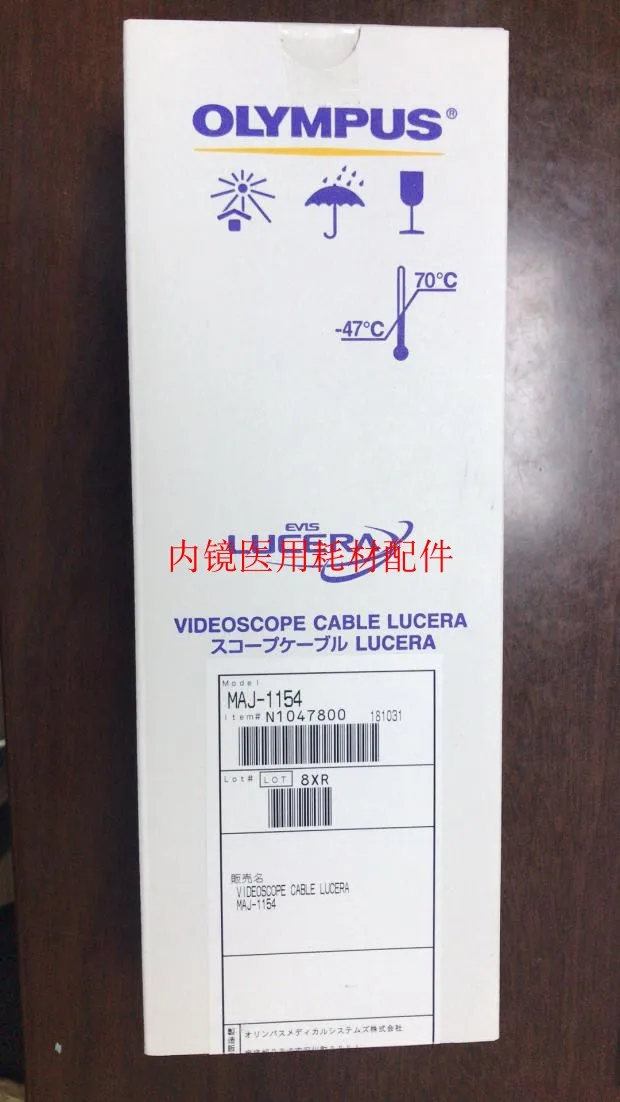 OLYMPUS®
70°C
-47°C
EVIS
LUCERA
内镜医用耗材配件
VIDEOSCOPE CABLE LUCERA
スコープケーブル LUCERA
Model
MAJ-1154
Item# N1047800 181031
Lot# LOT 8XR
販売名
VIDEOSCOPE CABLE LUCERA
MAJ-1154
オリンパスメディカルシステムズ株式会社
製造販